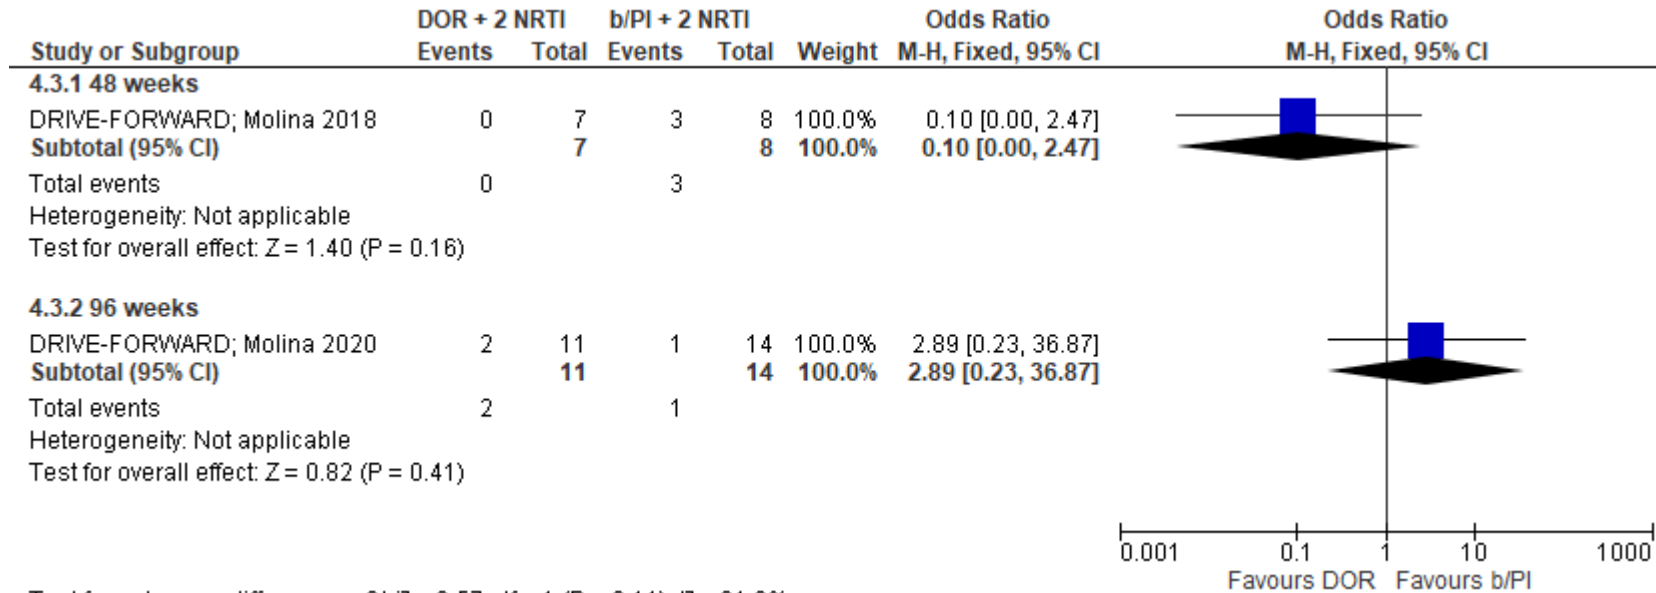 DOR + 2 NRTI b/PI + 2 NRTI Odds Ratio Odds Ratio
Study or Subgroup Events Total Events Total Weight M-H, Fixed, 95% CI M-H, Fixed, 95% CI
4.3.1 48 weeks
DRIVE-FORWARD; Molina 2018 0 7 3 8 100.0% 0.10 [0.00, 2.47]
Subtotal (95% CI) 7 8 100.0% 0.10 [0.00, 2.47]
Total events 0 3
Heterogeneity: Not applicable
Test for overall effect: Z = 1.40 (P = 0.16)
4.3.2 96 weeks
DRIVE-FORWARD; Molina 2020 2 11 1 14 100.0% 2.89 [0.23, 36.87]
Subtotal (95% CI) 11 14 100.0% 2.89 [0.23, 36.87]
Total events 2 1
Heterogeneity: Not applicable
Test for overall effect: Z = 0.82 (P = 0.41)
0.001 0.1 1 10 1000
Favours DOR Favours b/PI